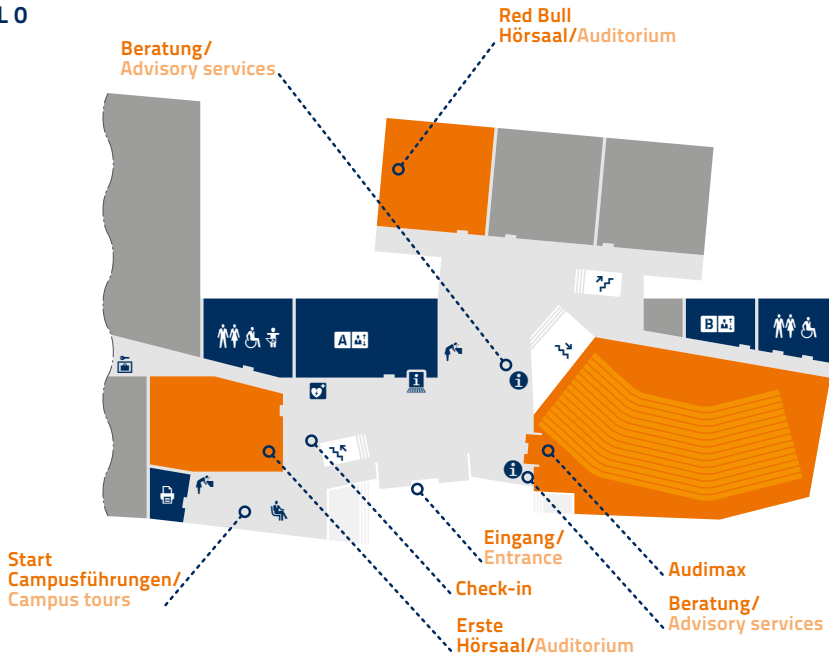 L 0
Red Bull
Hörsaal/Auditorium
Beratung/
Advisory services
A
B
i
i
i
Eingang/
Entrance
Start
Campusführungen/
Campus tours
Check-in
Audimax
Beratung/
Advisory services
Erste
Hörsaal/Auditorium